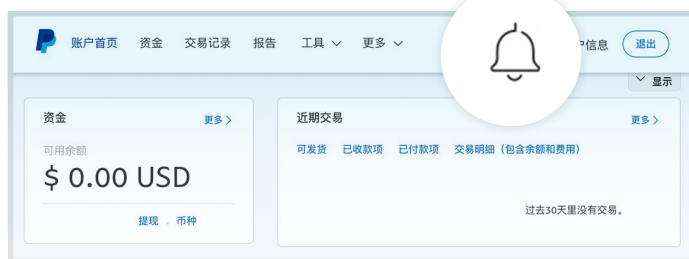 账户首页 资金 交易记录 报告 工具 更多 户信息 退出
显示
资金 更多
可用余额
$ 0.00 USD
提现 币种
近期交易 更多
可发货 已收款项 已付款项 交易明细（包含余额和费用）
过去30天里没有交易。